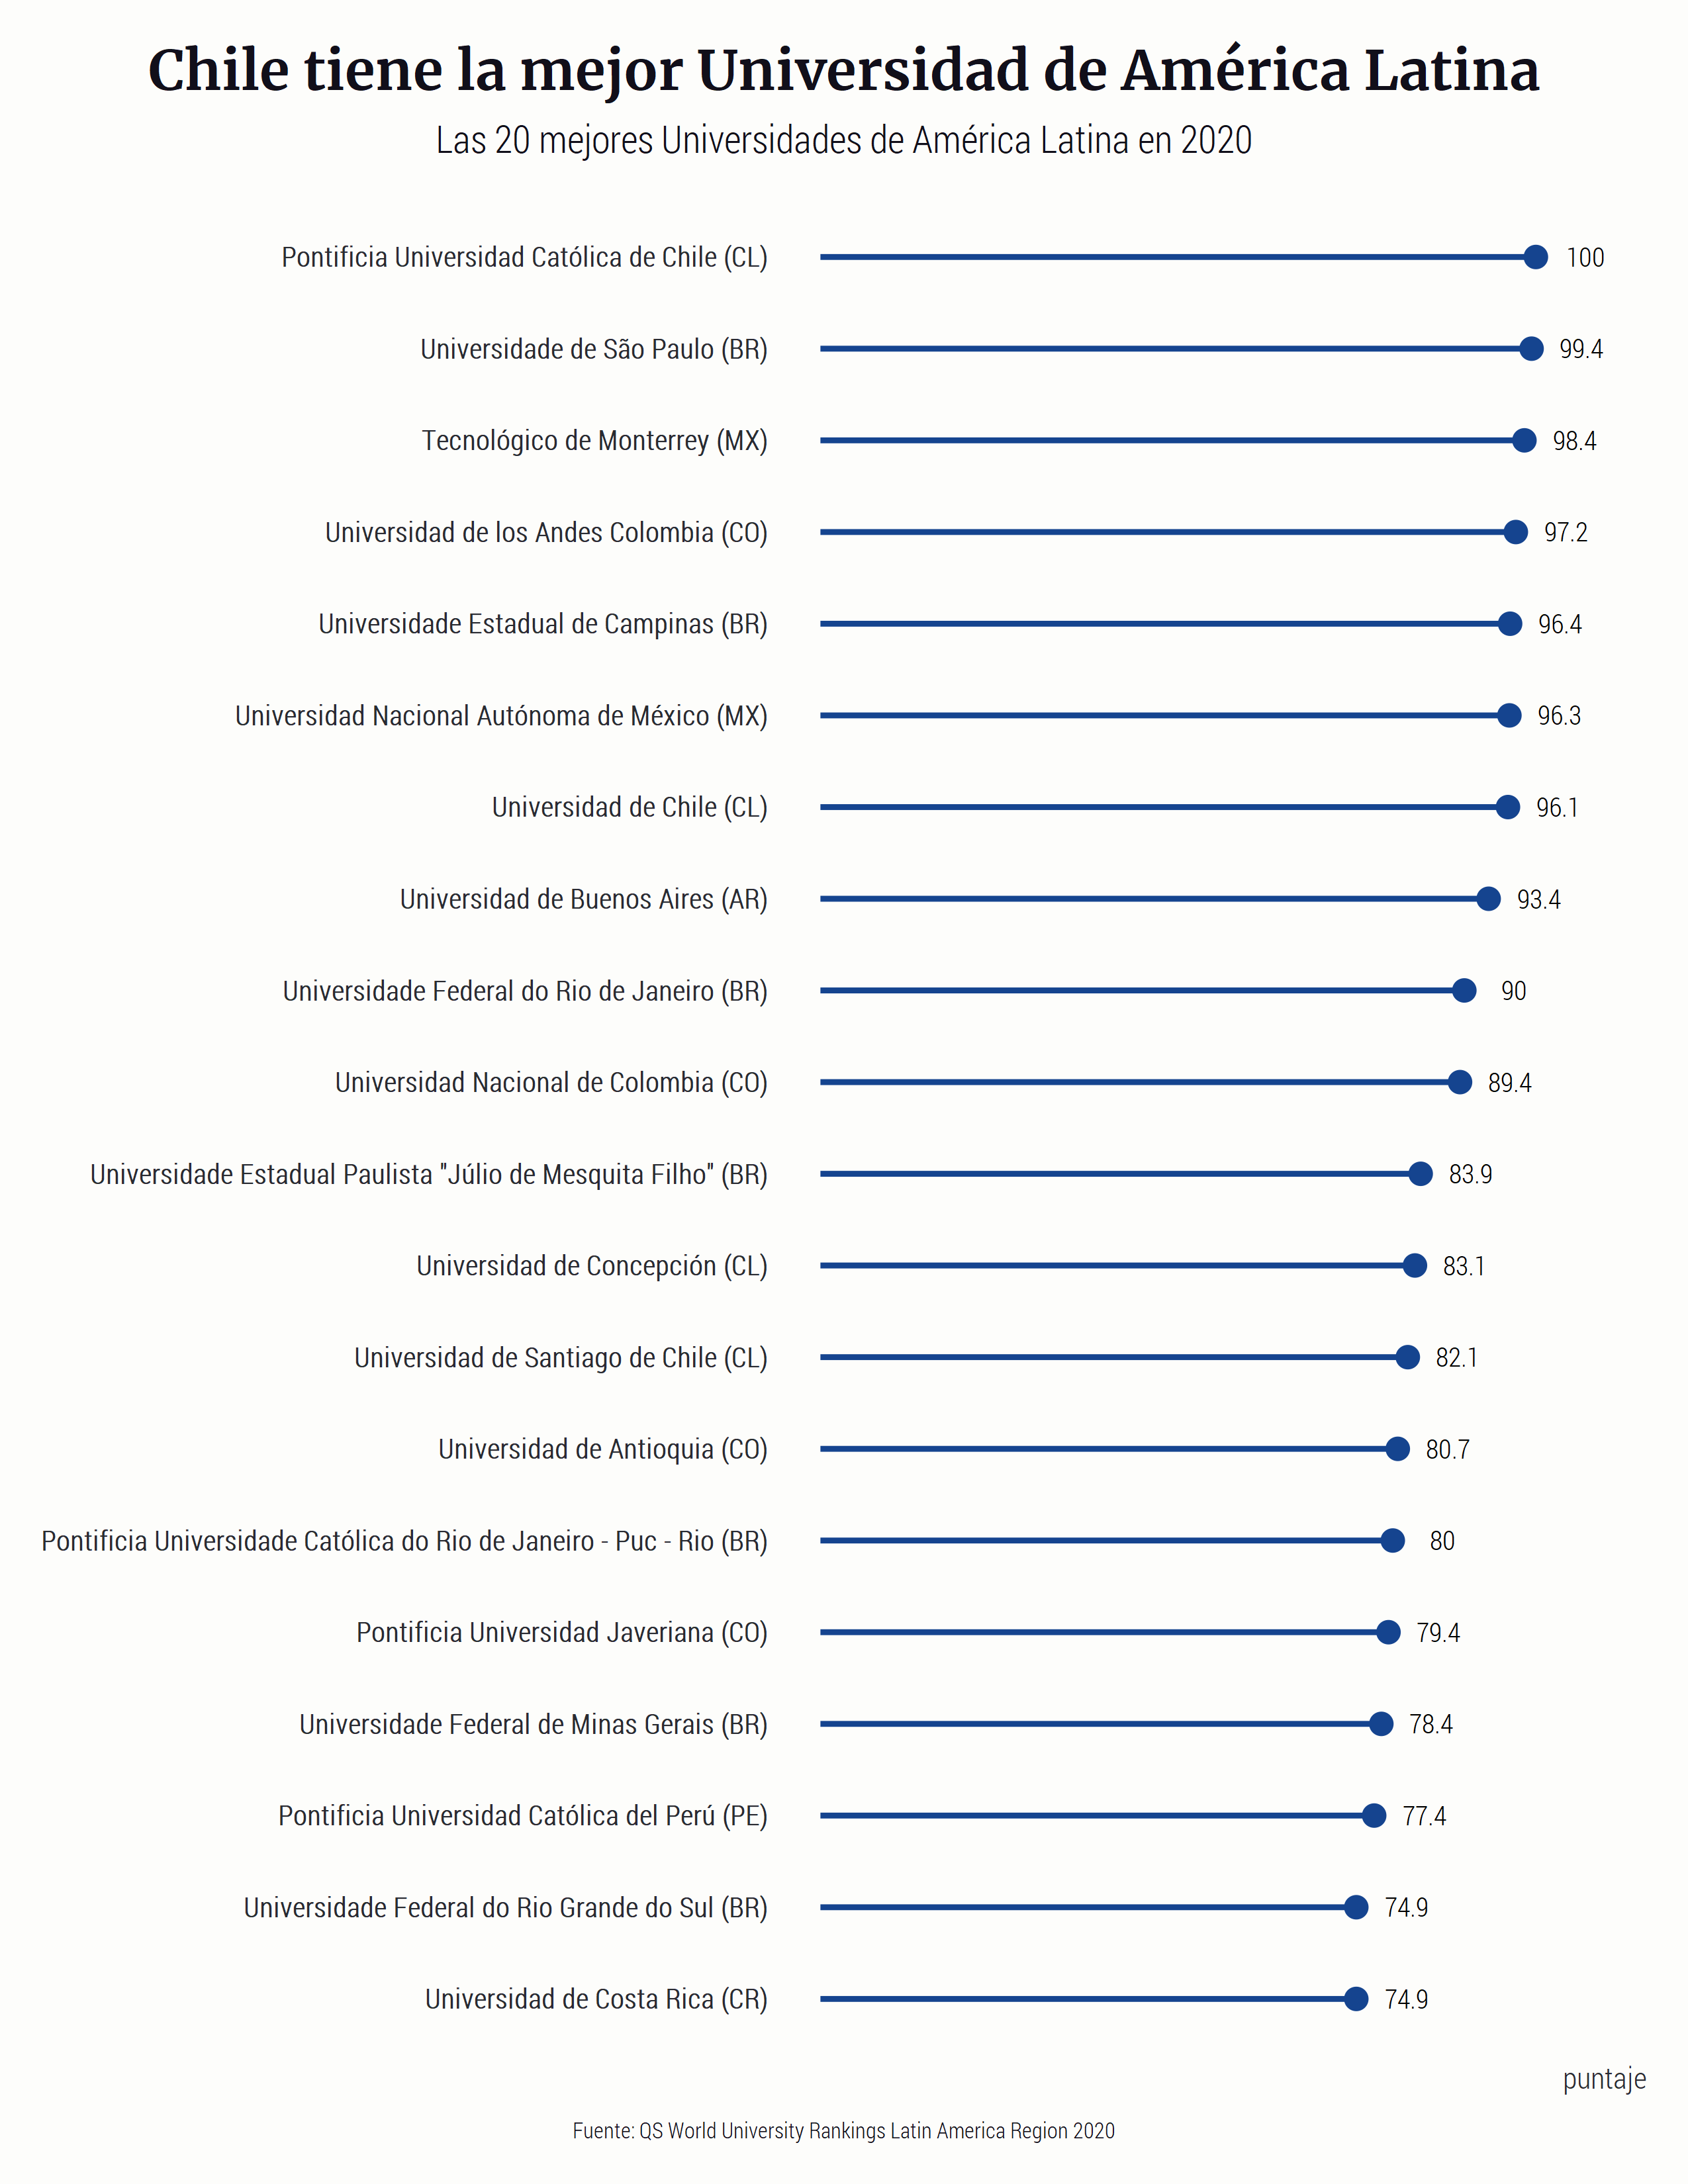 Chile tiene la mejor Universidad de América Latina
Las 20 mejores Universidades de América Latina en 2020
Pontificia Universidad Católica de Chile (CL) 100
Universidade de São Paulo (BR) 99.4
Tecnológico de Monterrey (MX) 98.4
Universidad de los Andes Colombia (CO) 97.2
Universidade Estadual de Campinas (BR) 96.4
Universidad Nacional Autónoma de México (MX) 96.3
Universidad de Chile (CL) 96.1
Universidad de Buenos Aires (AR) 93.4
Universidade Federal do Rio de Janeiro (BR) 90
Universidad Nacional de Colombia (CO) 89.4
Universidade Estadual Paulista "Júlio de Mesquita Filho" (BR) 83.9
Universidad de Concepción (CL) 83.1
Universidad de Santiago de Chile (CL) 82.1
Universidad de Antioquia (CO) 80.7
Pontificia Universidade Católica do Rio de Janeiro - Puc - Rio (BR) 80
Pontificia Universidad Javeriana (CO) 79.4
Universidade Federal de Minas Gerais (BR) 78.4
Pontificia Universidad Católica del Perú (PE) 77.4
Universidade Federal do Rio Grande do Sul (BR) 74.9
Universidad de Costa Rica (CR) 74.9
puntaje
Fuente: QS World University Rankings Latin America Region 2020